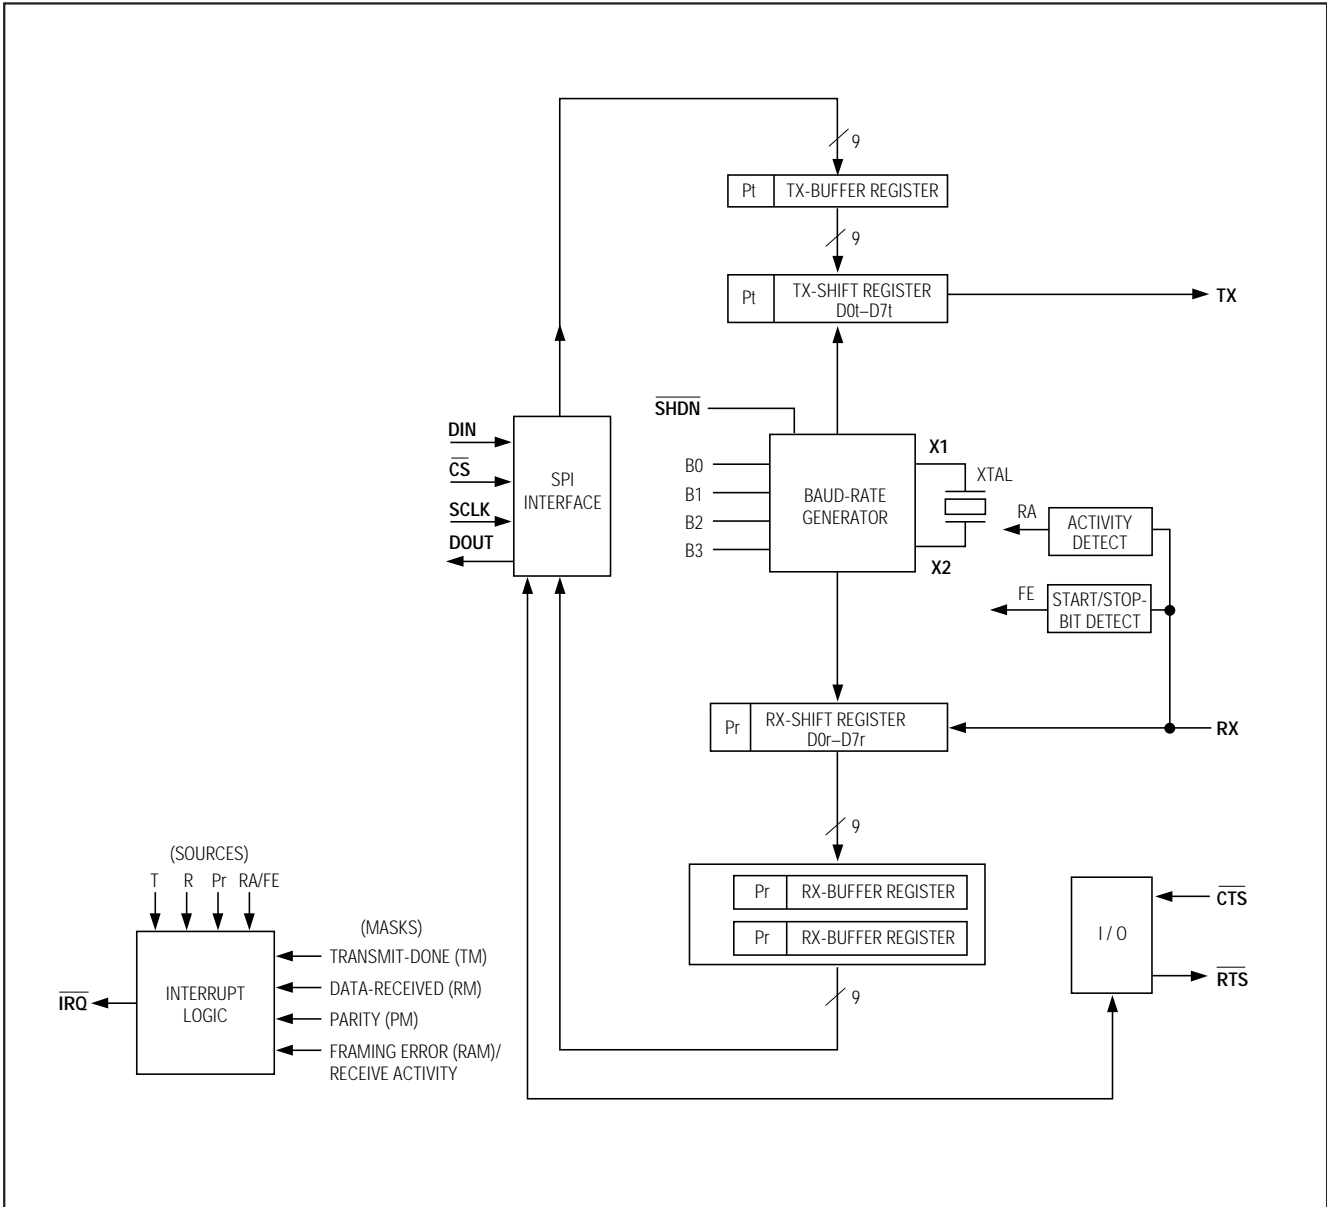 9
Pt TX-BUFFER REGISTER
9
Pt TX-SHIFT REGISTER
D0t–D7t
TX
SHDN
DIN
CS
SCLK
DOUT
SPI
INTERFACE
B0
B1
B2
B3
BAUD-RATE
GENERATOR
X1
XTAL
X2
RA
ACTIVITY
DETECT
FE
START/STOP-
BIT DETECT
Pr RX-SHIFT REGISTER
D0r–D7r
RX
9
Pr RX-BUFFER REGISTER
Pr RX-BUFFER REGISTER
9
I / O
CTS
RTS
(SOURCES)
T R Pr RA/FE
(MASKS)
TRANSMIT-DONE (TM)
DATA-RECEIVED (RM)
PARITY (PM)
FRAMING ERROR (RAM)/
RECEIVE ACTIVITY
INTERRUPT
LOGIC
IRQ